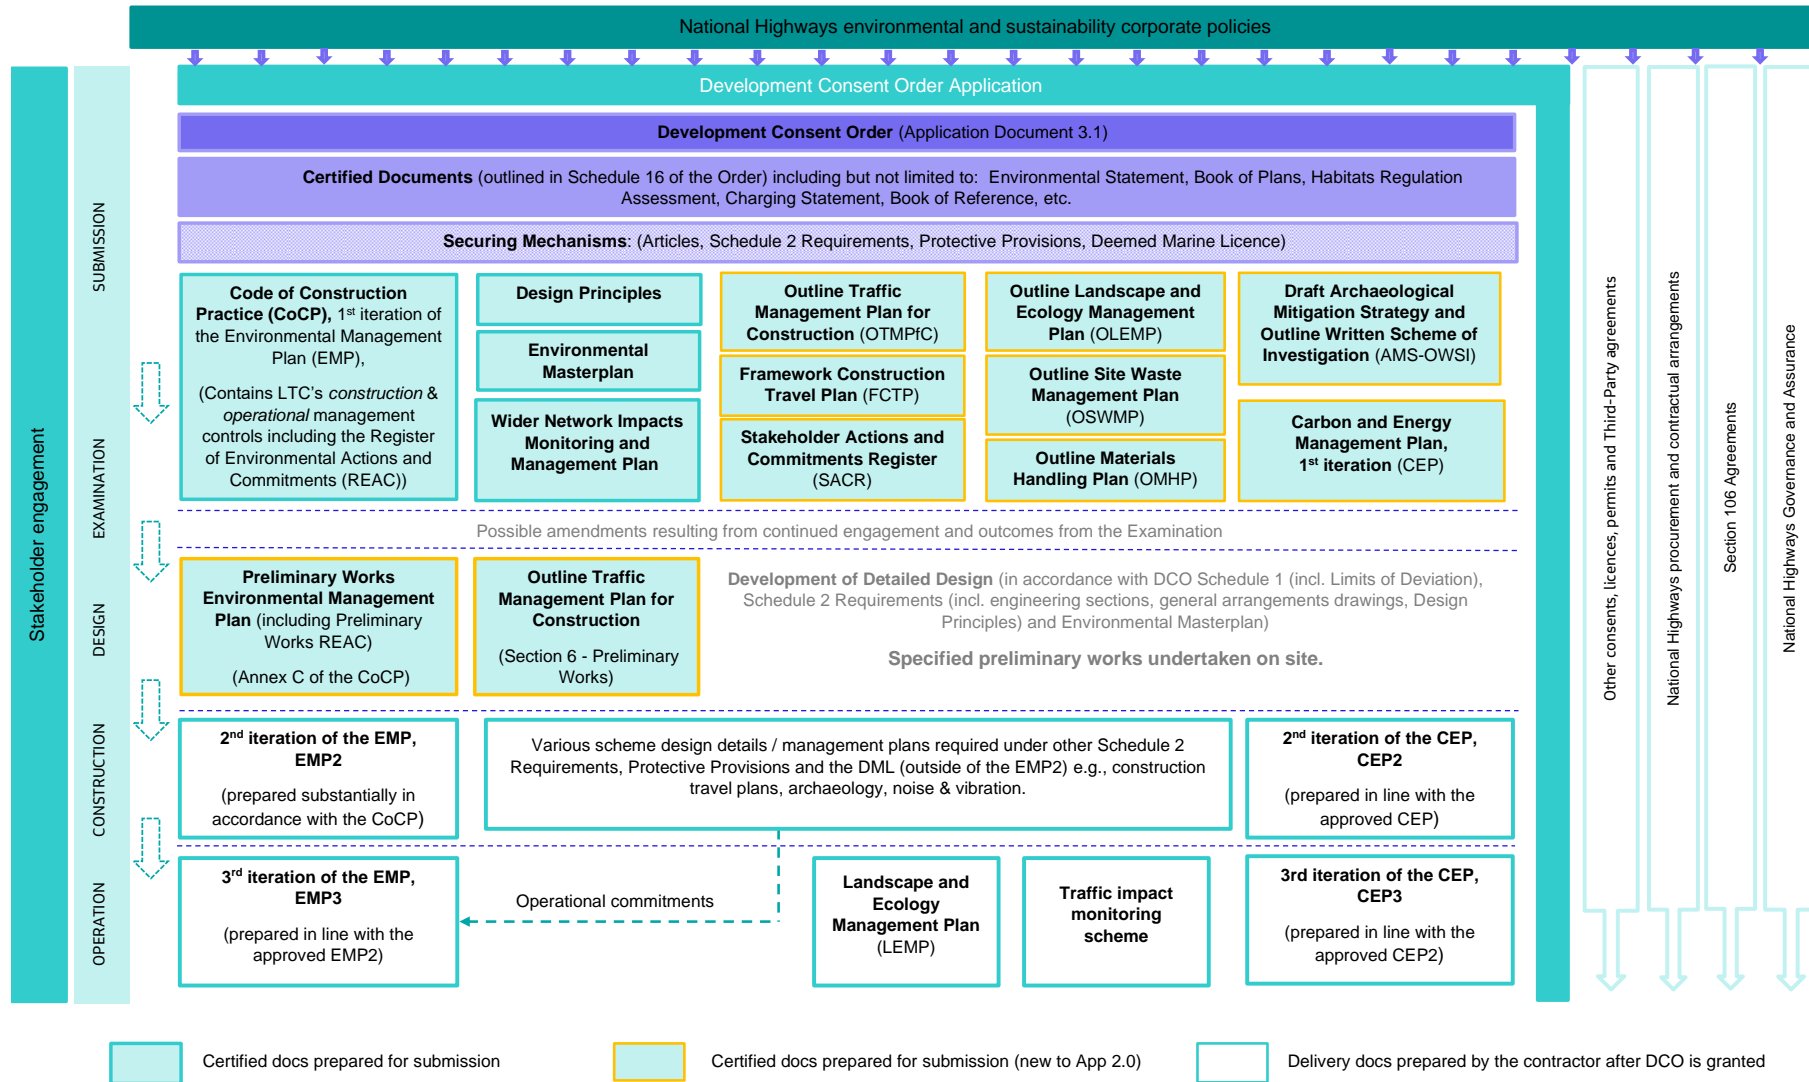 National Highways environmental and sustainability corporate policies
Development Consent Order Application
Development Consent Order (Application Document 3.1)
Certified Documents (outlined in Schedule 16 of the Order) including but not limited to: Environmental Statement, Book of Plans, Habitats Regulation
Assessment, Charging Statement, Book of Reference, etc.
Securing Mechanisms: (Articles, Schedule 2 Requirements, Protective Provisions, Deemed Marine Licence)
Stakeholder engagement
SUBMISSION
EXAMINATION
DESIGN
CONSTRUCTION
OPERATION
Code of Construction
Practice (CoCP), 1st iteration of
the Environmental Management
Plan (EMP),
(Contains LTC's construction &
operational management
controls including the Register
of Environmental Actions and
Commitments (REAC))
Design Principles
Environmental
Masterplan
Wider Network Impacts
Monitoring and
Management Plan
Outline Traffic
Management Plan for
Construction (OTMPfC)
Framework Construction
Travel Plan (FCTP)
Stakeholder Actions and
Commitments Register
(SACR)
Outline Landscape and
Ecology Management
Plan (OLEMP)
Outline Site Waste
Management Plan
(OSWMP)
Outline Materials
Handling Plan (OMHP)
Draft Archaeological
Mitigation Strategy and
Outline Written Scheme of
Investigation (AMS-OWSI)
Carbon and Energy
Management Plan,
1st iteration (CEP)
Possible amendments resulting from continued engagement and outcomes from the Examination
Preliminary Works
Environmental Management
Plan (including Preliminary
Works REAC)
(Annex C of the CoCP)
Outline Traffic
Management Plan for
Construction
(Section 6 - Preliminary
Works)
Development of Detailed Design (in accordance with DCO Schedule 1 (incl. Limits of Deviation),
Schedule 2 Requirements (incl. engineering sections, general arrangements drawings, Design
Principles) and Environmental Masterplan)
Specified preliminary works undertaken on site.
2nd iteration of the EMP,
EMP2
(prepared substantially in
accordance with the CoCP)
Various scheme design details / management plans required under other Schedule 2
Requirements, Protective Provisions and the DML (outside of the EMP2) e.g., construction
travel plans, archaeology, noise & vibration.
2nd iteration of the CEP,
CEP2
(prepared in line with the
approved CEP)
3rd iteration of the EMP,
EMP3
(prepared in line with the
approved EMP2)
Operational commitments
Landscape and
Ecology
Management Plan
(LEMP)
Traffic impact
monitoring
scheme
3rd iteration of the CEP,
CEP3
(prepared in line with the
approved CEP2)
Other consents, licences, permits and Third-Party agreements
National Highways procurement and contractual arrangements
Section 106 Agreements
National Highways Governance and Assurance
Certified docs prepared for submission
Certified docs prepared for submission (new to App 2.0)
Delivery docs prepared by the contractor after DCO is granted